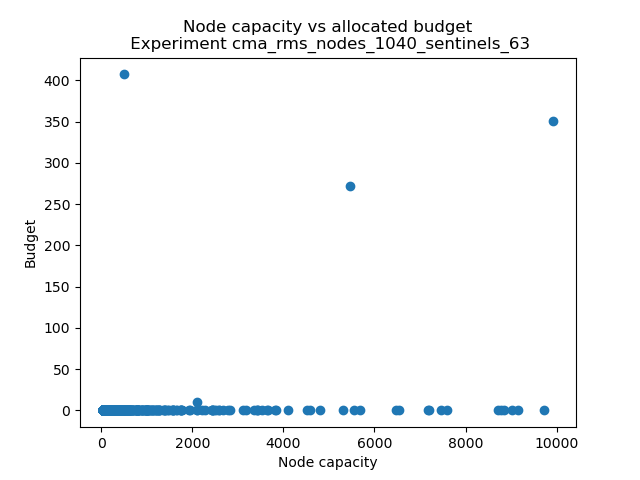 Node capacity vs allocated budget
Experiment cma_rms_nodes_1040_sentinels_63
400
350
300
250
200
150
100
50
0
Budget
0 2000 4000 6000 8000 10000
Node capacity